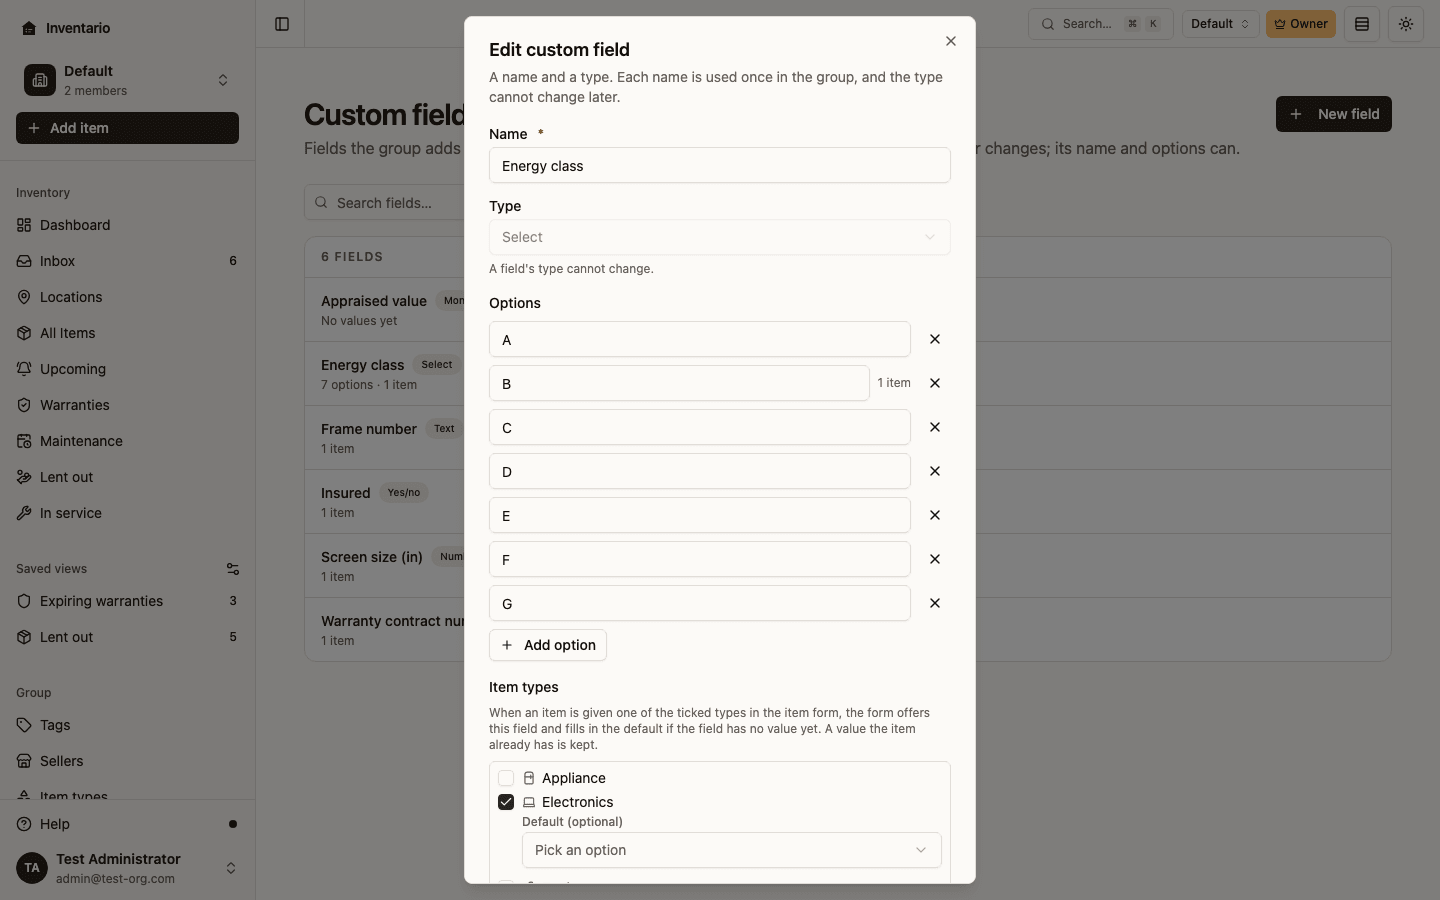 Inventario
Default
2 members
Add item
Inventory
Dashboard
Inbox 6
Locations
All Items
Upcoming
Warranties
Maintenance
Lent out
In service
Saved views
Expiring warranties 3
Lent out 5
Group
Tags
Sellers
Item types
Help
TA
Test Administrator
admin@test-org.com
Search... ⌘ K
Default
Owner
Custom field
New field
Fields the group adds
r changes; its name and options can.
Search fields...
6 FIELDS
Appraised value Mon
No values yet
Energy class Select
7 options · 1 item
Frame number Text
1 item
Insured Yes/no
1 item
Screen size (in) Num
1 item
Warranty contract nu
1 item
Edit custom field
A name and a type. Each name is used once in the group, and the type
cannot change later.
Name *
Energy class
Type
Select
A field's type cannot change.
Options
A
B 1 item
C
D
E
F
G
Add option
Item types
When an item is given one of the ticked types in the item form, the form offers
this field and fills in the default if the field has no value yet. A value the item
already has is kept.
Appliance
Electronics
Default (optional)
Pick an option